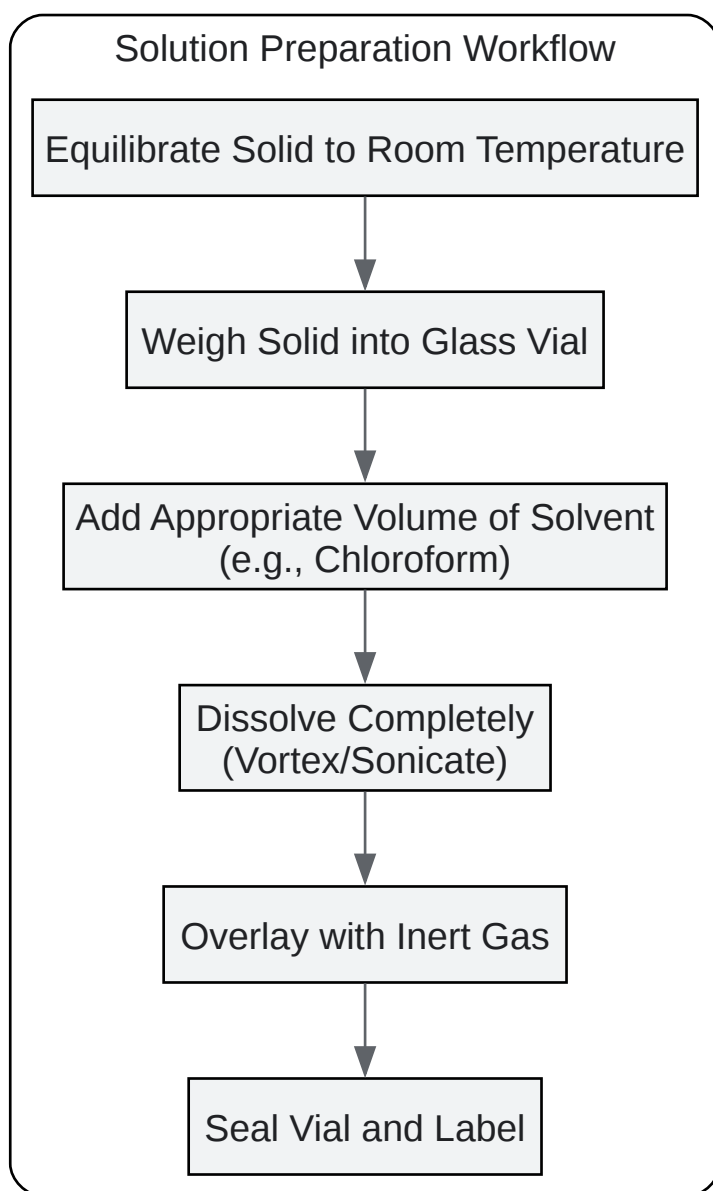 Solution Preparation Workflow
Equilibrate Solid to Room Temperature
Weigh Solid into Glass Vial
Add Appropriate Volume of Solvent
(e.g., Chloroform)
Dissolve Completely
(Vortex/Sonicate)
Overlay with Inert Gas
Seal Vial and Label